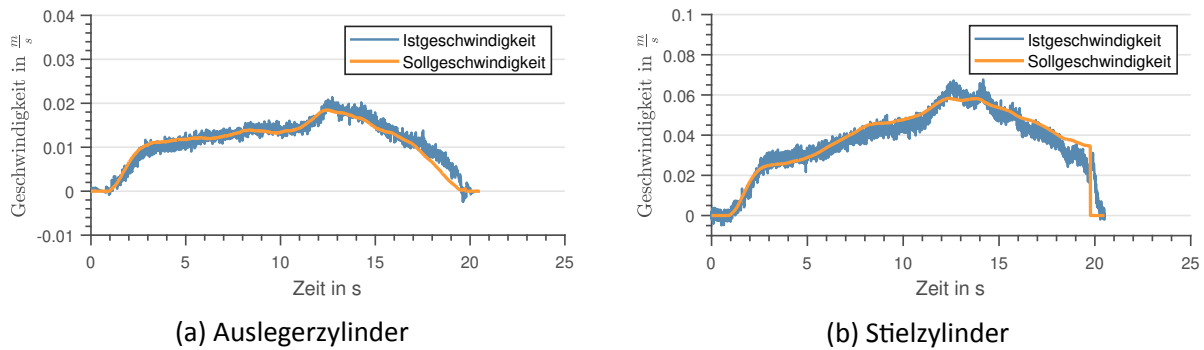 0.04
0.03
0.02
0.01
0
-0.01
Geschwindigkeit in m/s
Istgeschwindigkeit
Sollgeschwindigkeit
0 5 10 15 20 25
Zeit in s
(a) Auslegerzylinder
0.1
0.08
0.06
0.04
0.02
0
Geschwindigkeit in m/s
Istgeschwindigkeit
Sollgeschwindigkeit
0 5 10 15 20 25
Zeit in s
(b) Stielzylinder